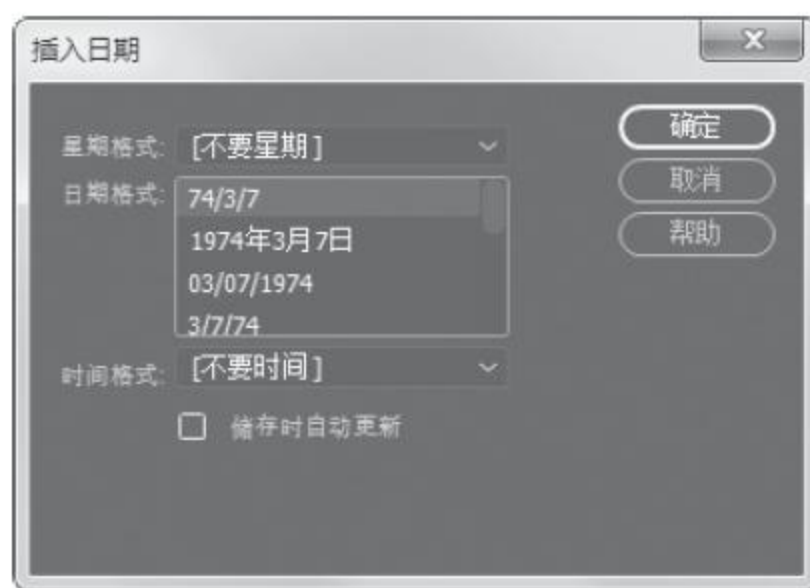 插入日期
星期格式: [不要星期]
确定
日期格式: 74/3/7
取消
1974年3月7日
帮助
03/07/1974
3/7/74
时间格式: [不要时间]
储存时自动更新